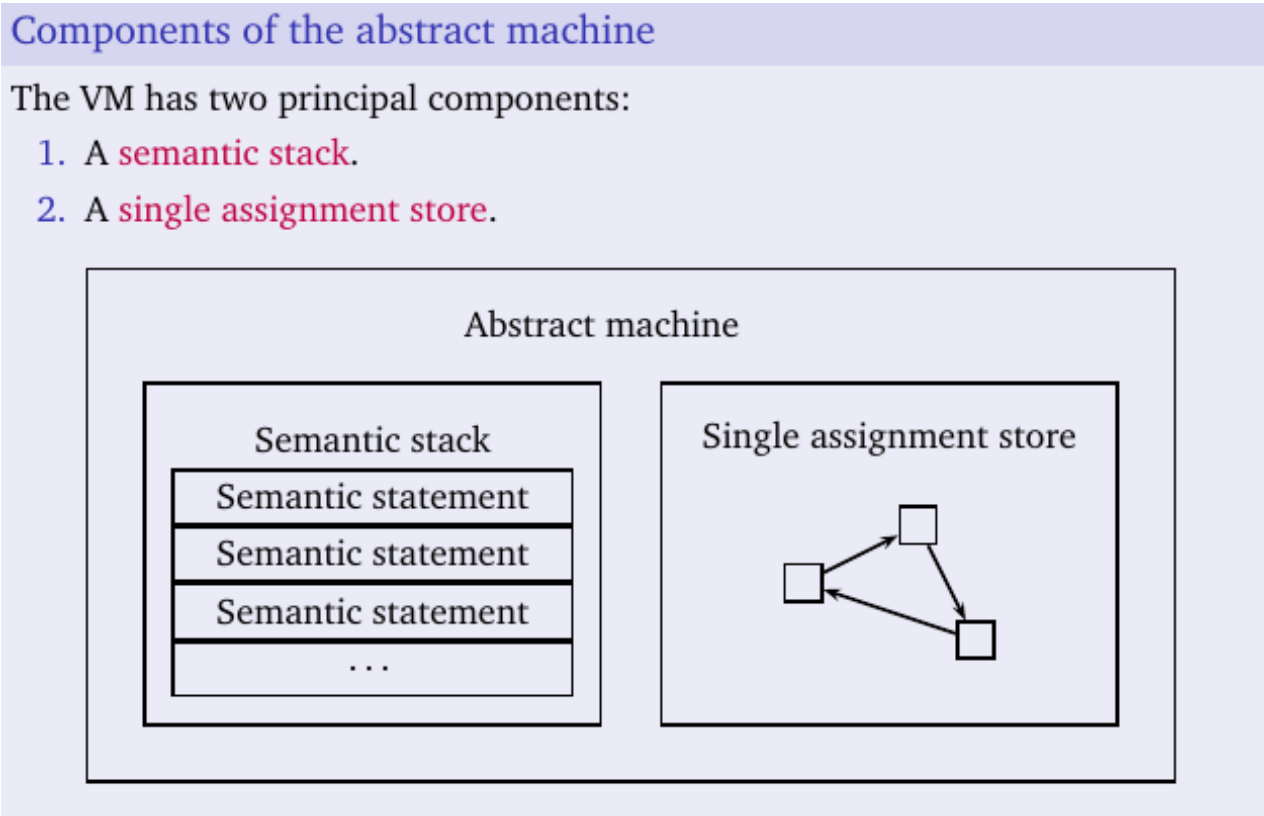 Components of the abstract machine
The VM has two principal components:
1. A semantic stack.
2. A single assignment store.
Abstract machine
Semantic stack
Semantic statement
Semantic statement
Semantic statement
...
Single assignment store